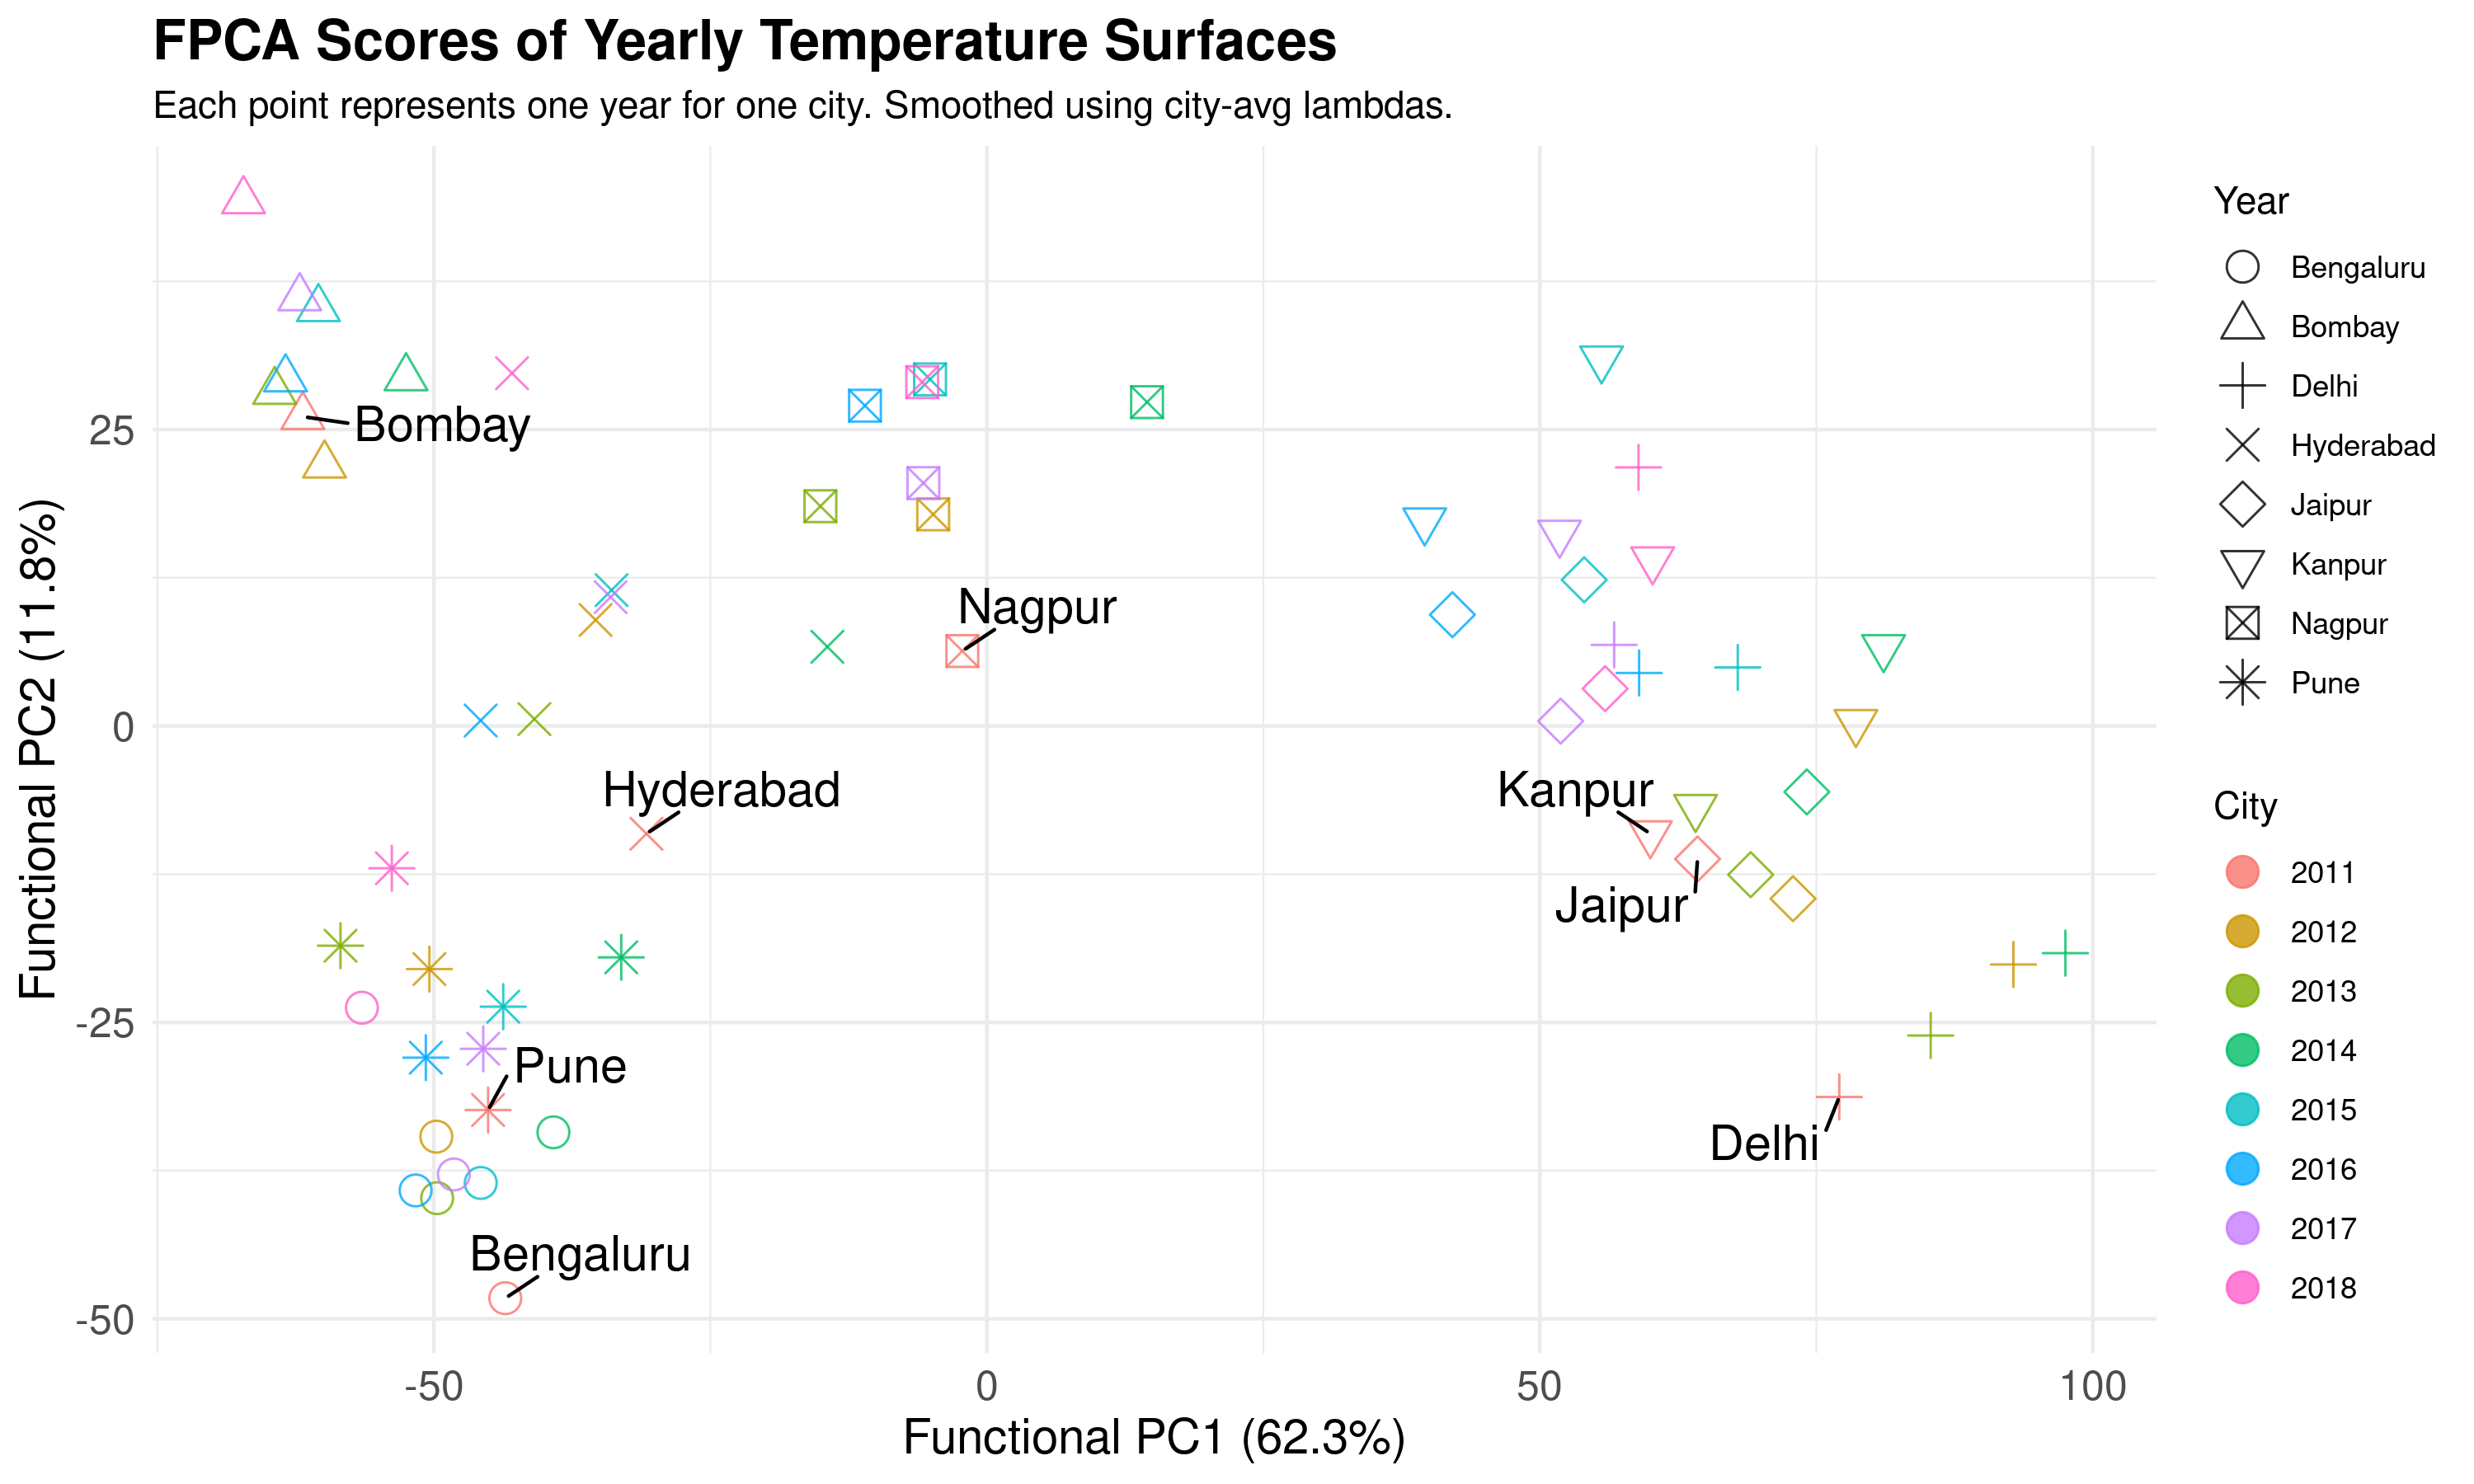 FPCA Scores of Yearly Temperature Surfaces
Each point represents one year for one city. Smoothed using city-avg lambdas.
Functional PC2 (11.8%)
25
0
-25
-50
Bombay
Nagpur
Hyderabad
Kanpur
Jaipur
Pune
Delhi
Bengaluru
-50
0
50
100
Functional PC1 (62.3%)
Year
Bengaluru
Bombay
Delhi
Hyderabad
Jaipur
Kanpur
Nagpur
Pune
City
2011
2012
2013
2014
2015
2016
2017
2018